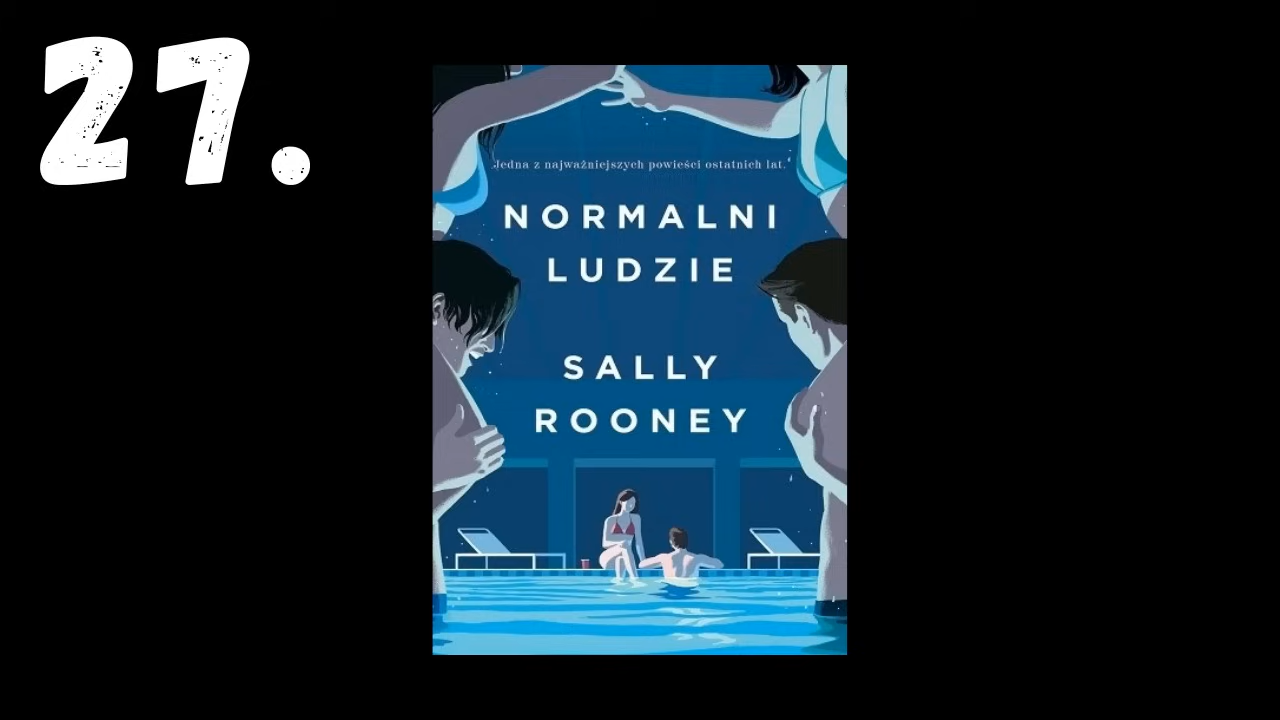 27.
Jedna z najważniejszych powieści ostatnich lat.
NORMALNI
LUDZIE
SALLY
ROONEY